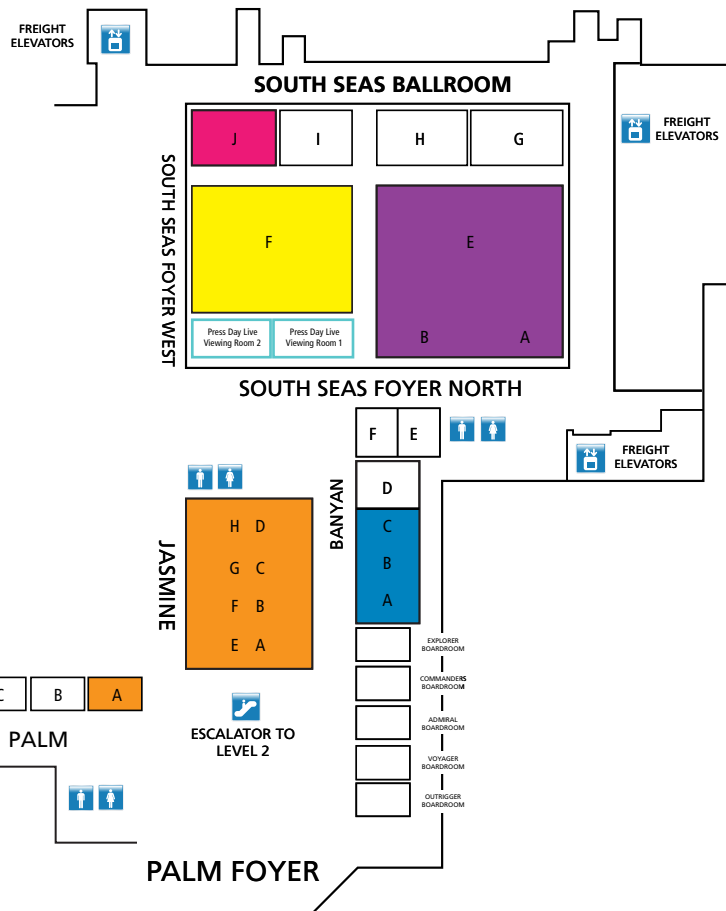 FREIGHT
ELEVATORS
SOUTH SEAS BALLROOM
FREIGHT
ELEVATORS
J
I
H
G
SOUTH SEAS FOYER WEST
F
E
Press Day Live
Viewing Room 2
Press Day Live
Viewing Room 1
B
A
SOUTH SEAS FOYER NORTH
F
E
FREIGHT
ELEVATORS
BANYAN
D
C
B
A
JASMINE
H D
G C
F B
E A
EXPLORER
BOARDROOM
COMMANDERS
BOARDROOM
ADMIRAL
BOARDROOM
VOYAGER
BOARDROOM
OUTRIGGER
BOARDROOM
C
B
A
PALM
ESCALATOR TO
LEVEL 2
PALM FOYER